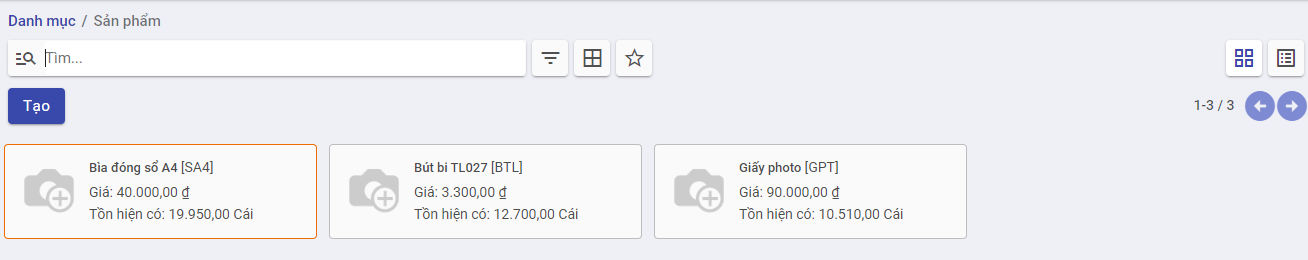 Danh mục / Sản phẩm
Tìm...
Tạo
1-3 / 3
Bìa đóng sổ A4 [SA4]
Giá: 40.000,00 ₫
Tồn hiện có: 19.950,00 Cái
Bút bi TL027 [BTL]
Giá: 3.300,00 ₫
Tồn hiện có: 12.700,00 Cái
Giấy photo [GPT]
Giá: 90.000,00 ₫
Tồn hiện có: 10.510,00 Cái